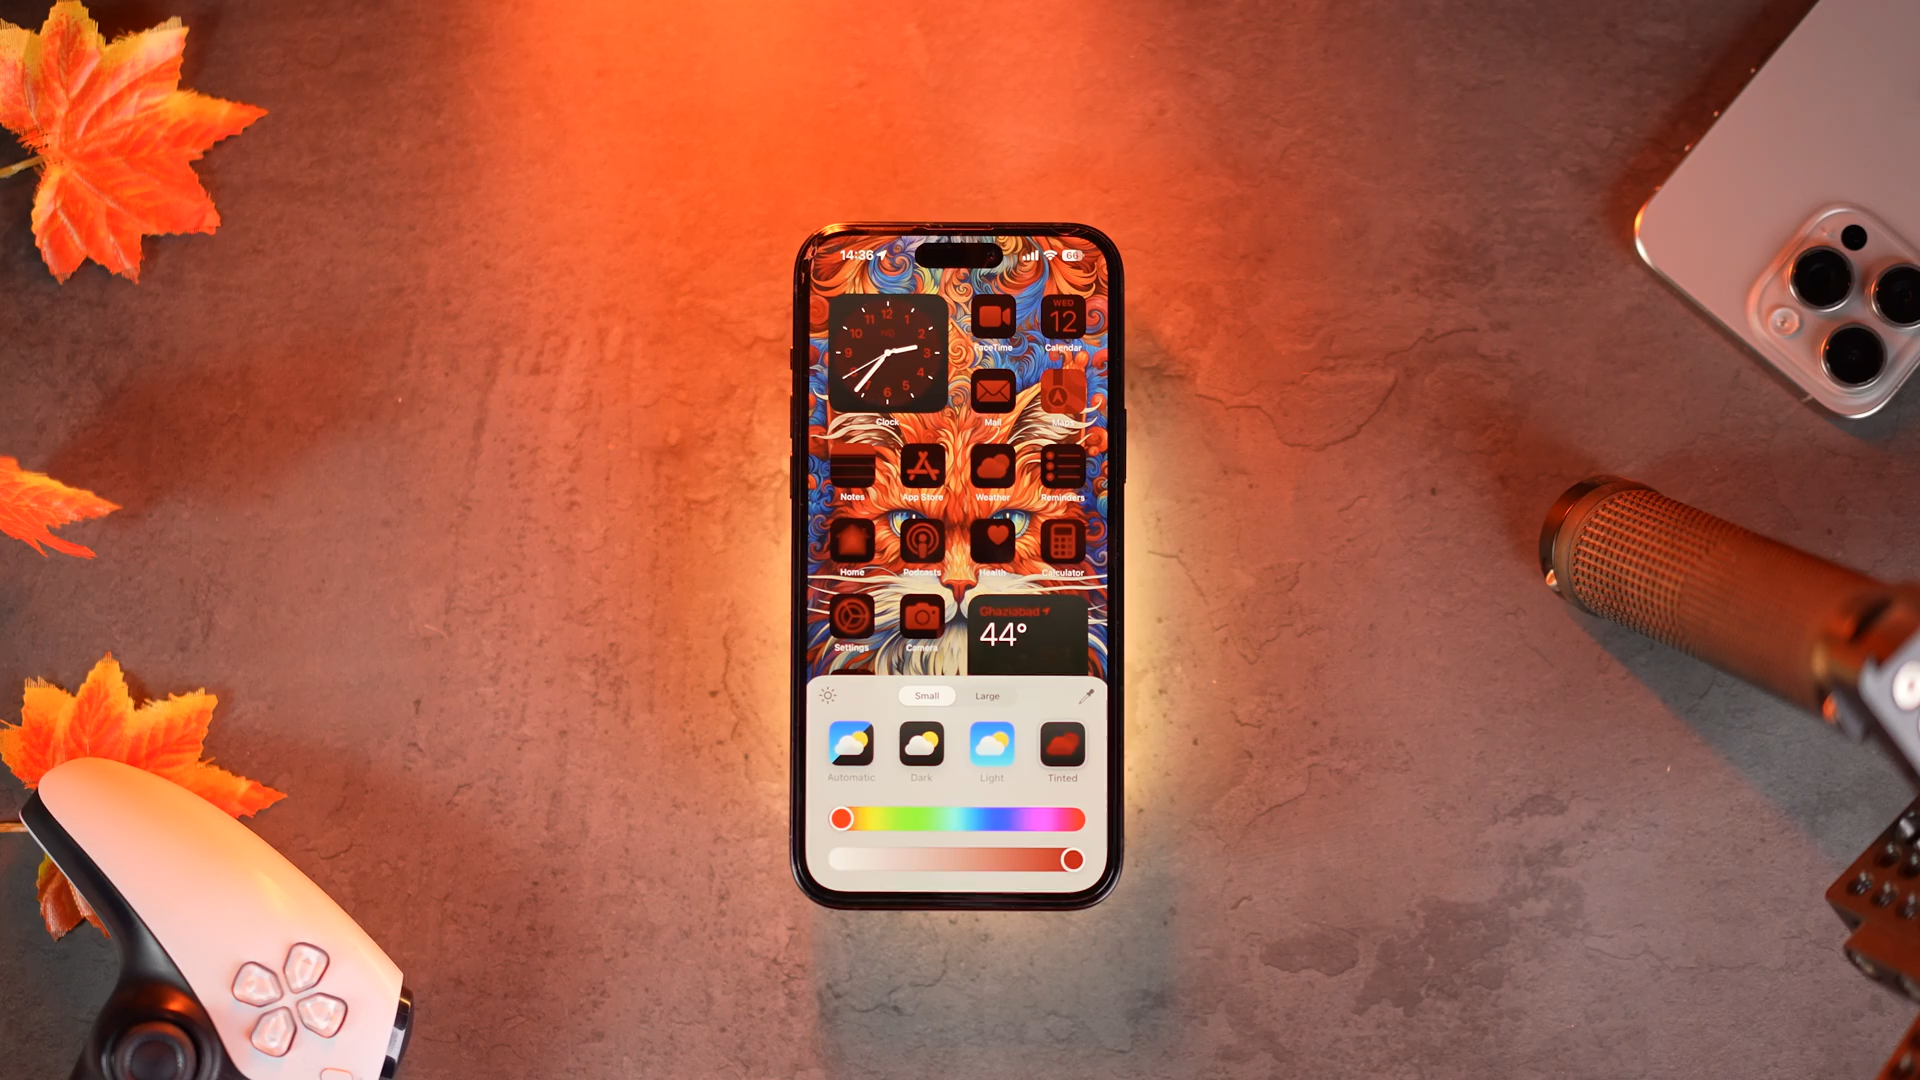 14:36
66
12
11
1
10
2
9
3
4
7
5
6
WED
12
FaceTime
Calendar
Clock
Mail
Maps
Notes
App Store
Weather
Reminders
Home
Podcasts
Health
Calculator
Settings
Camera
Ghaziabad
44°
Small
Large
Automatic
Dark
Light
Tinted